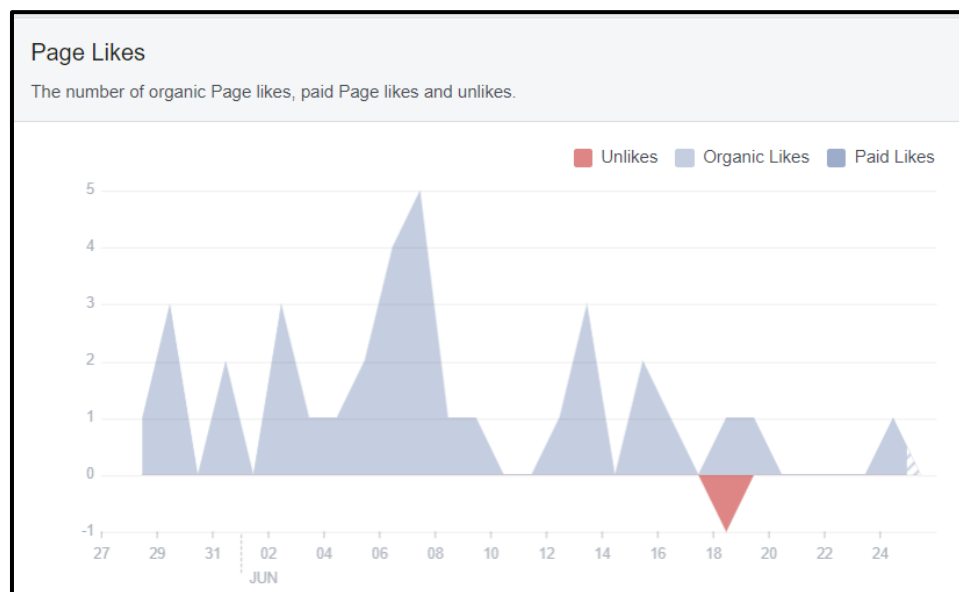 Page Likes
The number of organic Page likes, paid Page likes and unlikes.
Unlikes Organic Likes Paid Likes
5
4
3
2
1
0
-1
27 29 31 02 04 06 08 10 12 14 16 18 20 22 24
JUN